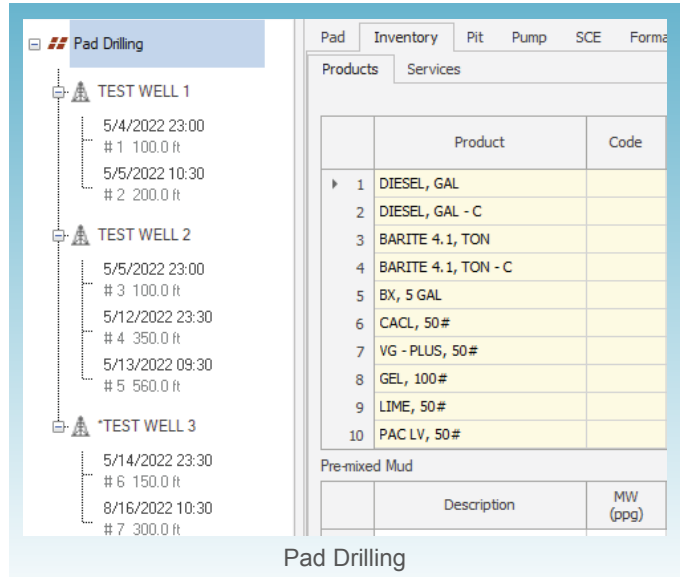 Pad Drilling
TEST WELL 1
5/4/2022 23:00
# 1 100.0 ft
5/5/2022 10:30
# 2 200.0 ft
TEST WELL 2
5/5/2022 23:00
# 3 100.0 ft
5/12/2022 23:30
# 4 350.0 ft
5/13/2022 09:30
# 5 560.0 ft
*TEST WELL 3
5/14/2022 23:30
# 6 150.0 ft
8/16/2022 10:30
# 7 300.0 ft
Pad Inventory Pit Pump SCE Forma
Products Services
Product Code
1 DIESEL, GAL
2 DIESEL, GAL - C
3 BARITE 4.1, TON
4 BARITE 4.1, TON - C
5 BX, 5 GAL
6 CACL, 50#
7 VG - PLUS, 50#
8 GEL, 100#
9 LIME, 50#
10 PAC LV, 50#
Pre-mixed Mud
Description MW
(ppg)
Pad Drilling